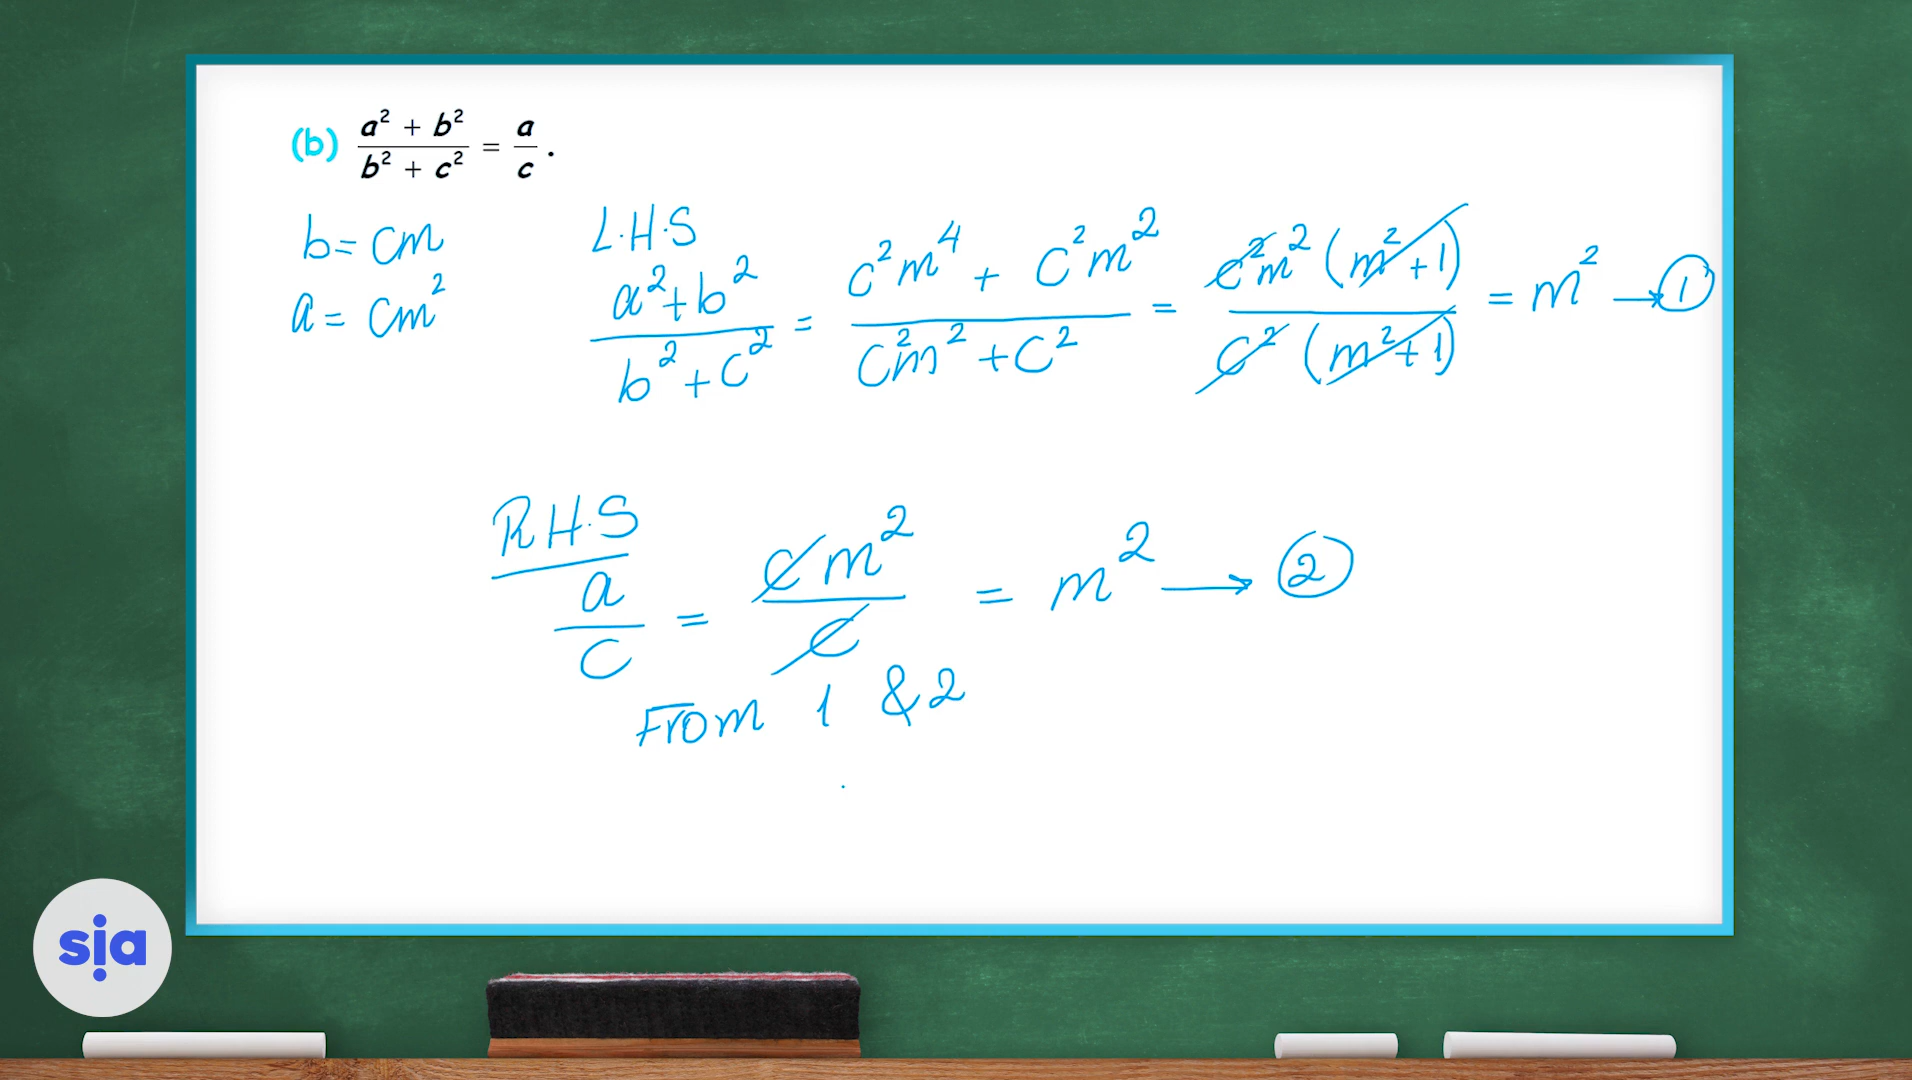 (b) a² + b² / b² + c² = a / c .
b = cm
a = cm²
L.H.S
a² + b² / b² + c² = c²m⁴ + c²m² / c²m² + c² = c²m² (m² + 1) / c² (m² + 1) = m² → ①
R.H.S
a / c = cm² / c = m² → ②
From 1 & 2
sia